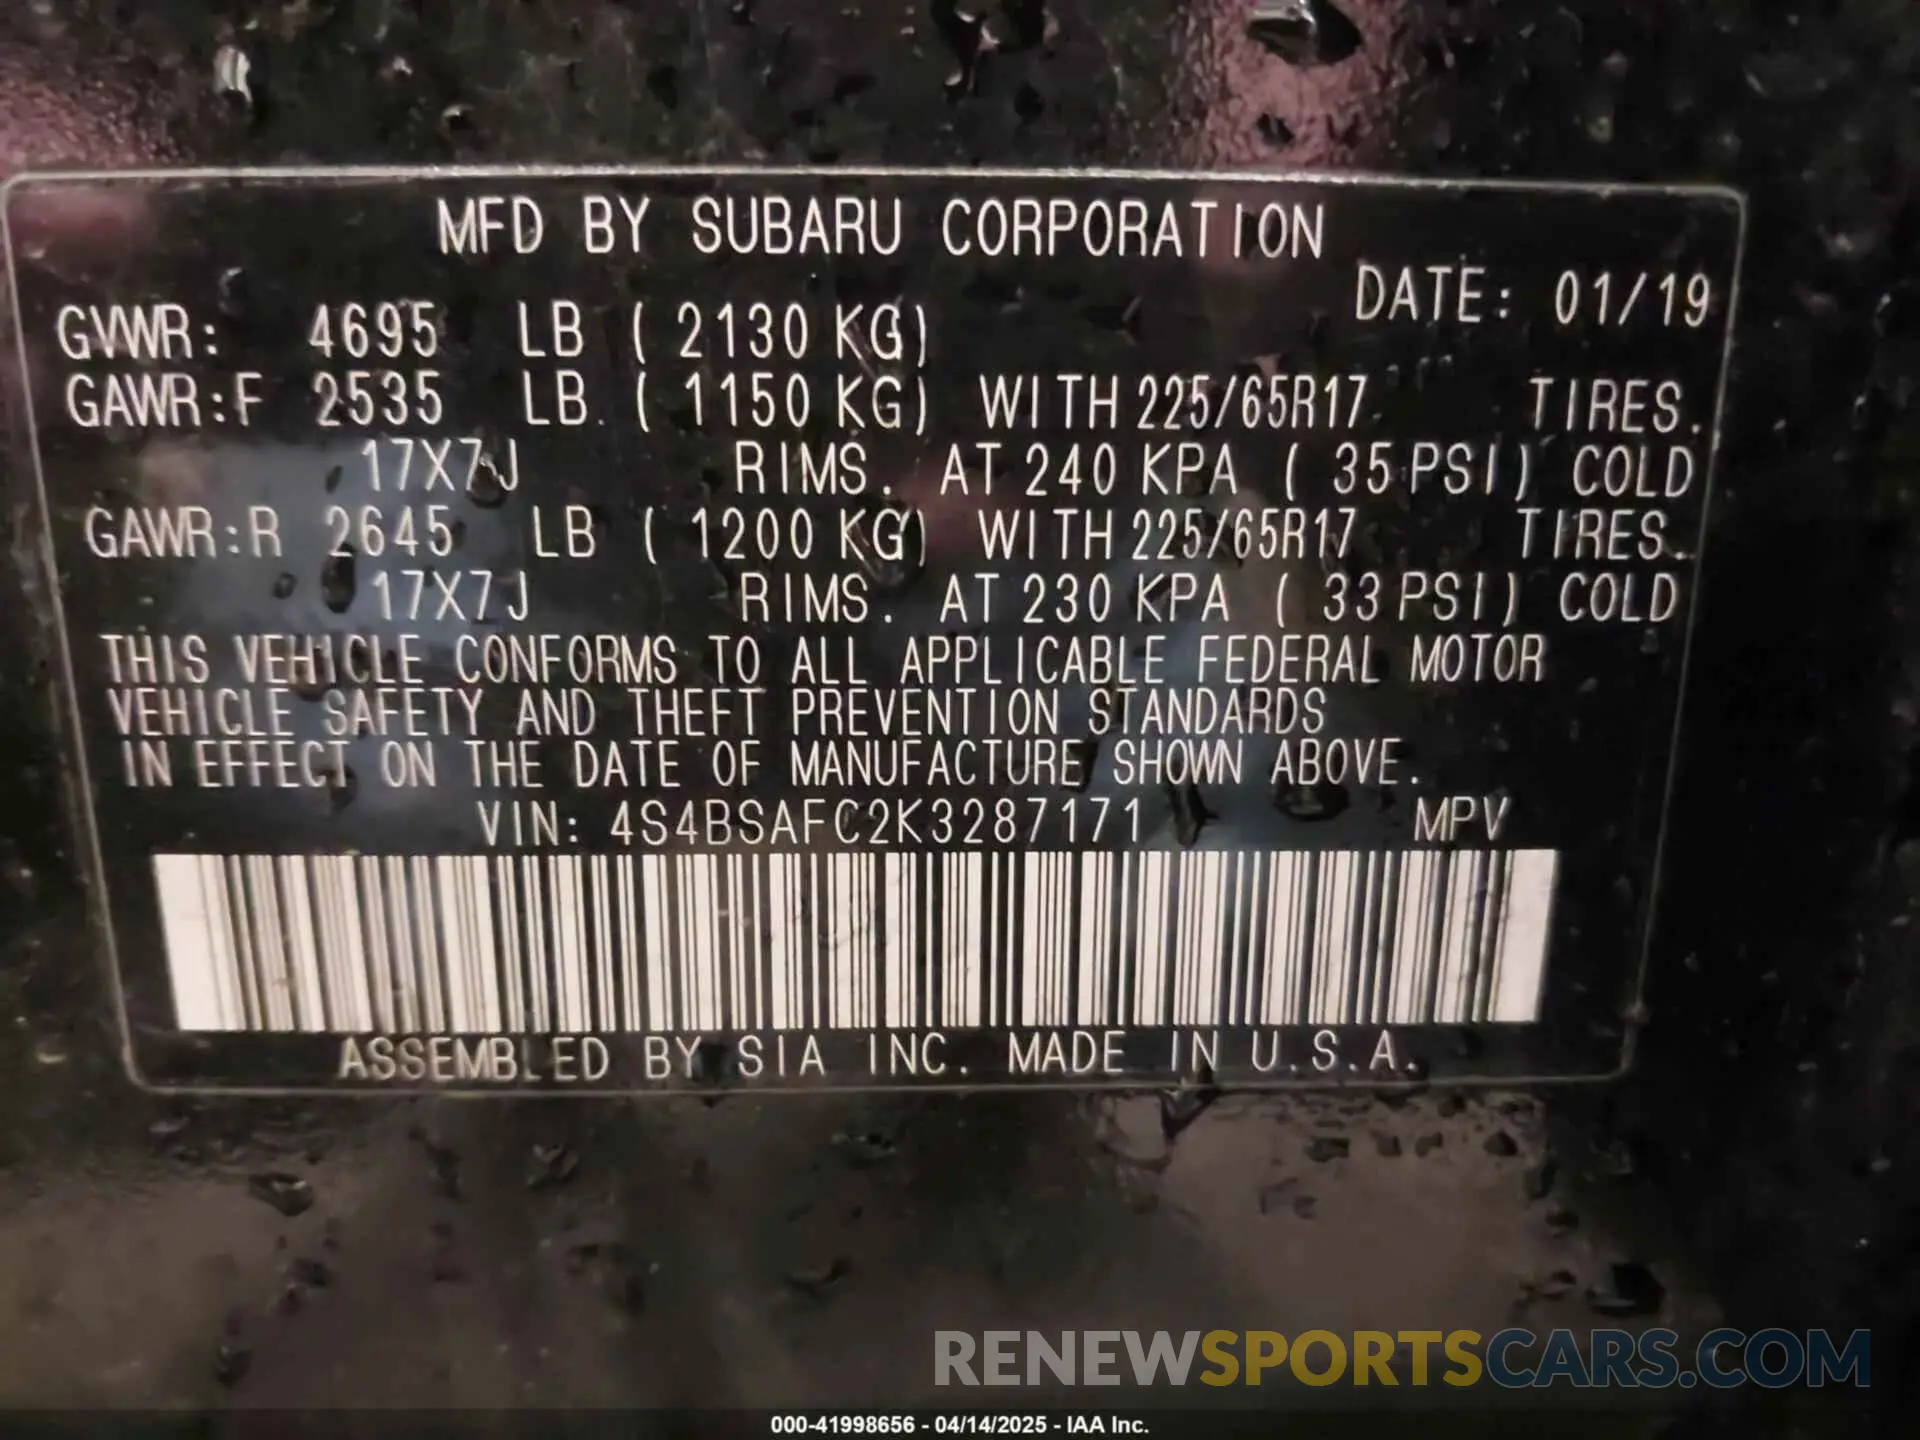 MFD BY SUBARU CORPORATION
DATE: 01/19
GVWR: 4695 LB ( 2130 KG)
GAWR:F 2535 LB. ( 1150 KG) WITH 225/65R17 TIRES.
17X7J RIMS. AT 240 KPA ( 35 PSI) COLD
GAWR:R 2645 LB ( 1200 KG) WITH 225/65R17 TIRES.
17X7J RIMS. AT 230 KPA ( 33 PSI) COLD
THIS VEHICLE CONFORMS TO ALL APPLICABLE FEDERAL MOTOR
VEHICLE SAFETY AND THEFT PREVENTION STANDARDS
IN EFFECT ON THE DATE OF MANUFACTURE SHOWN ABOVE.
VIN: 4S4BSAFC2K3287171 MPV
ASSEMBLED BY SIA INC. MADE IN U.S.A.
RENEWSPORTSCARS.COM
000-41998656 - 04/14/2025 - IAA Inc.